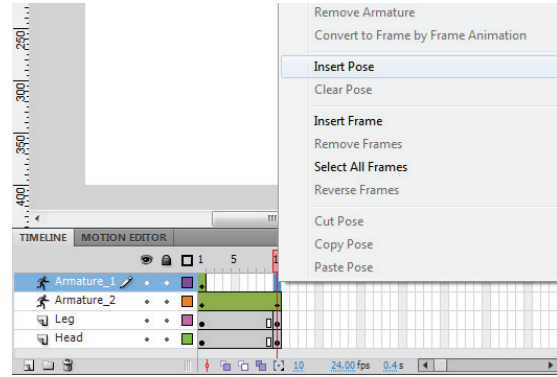 Remove Armature
Convert to Frame by Frame Animation
Insert Pose
Clear Pose
Insert Frame
Remove Frames
Select All Frames
Reverse Frames
Cut Pose
Copy Pose
Paste Pose
250
300
350
400
TIMELINE MOTION EDITOR
1 5 1
Armature_1
Armature_2
Leg
Head
10 24.00 fps 0.4 s